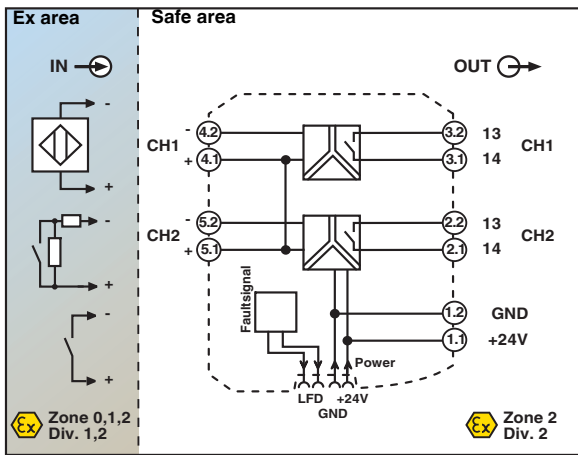 Ex area
Safe area
IN
OUT
-
+
-
+
-
+
CH1
- 4.2
+ 4.1
3.2 13
3.1 14
CH1
CH2
- 5.2
+ 5.1
2.2 13
2.1 14
CH2
Faultsignal
1.2 GND
1.1 +24V
Power
LFD +24V
GND
Ex Zone 0,1,2
Div. 1,2
Ex Zone 2
Div. 2